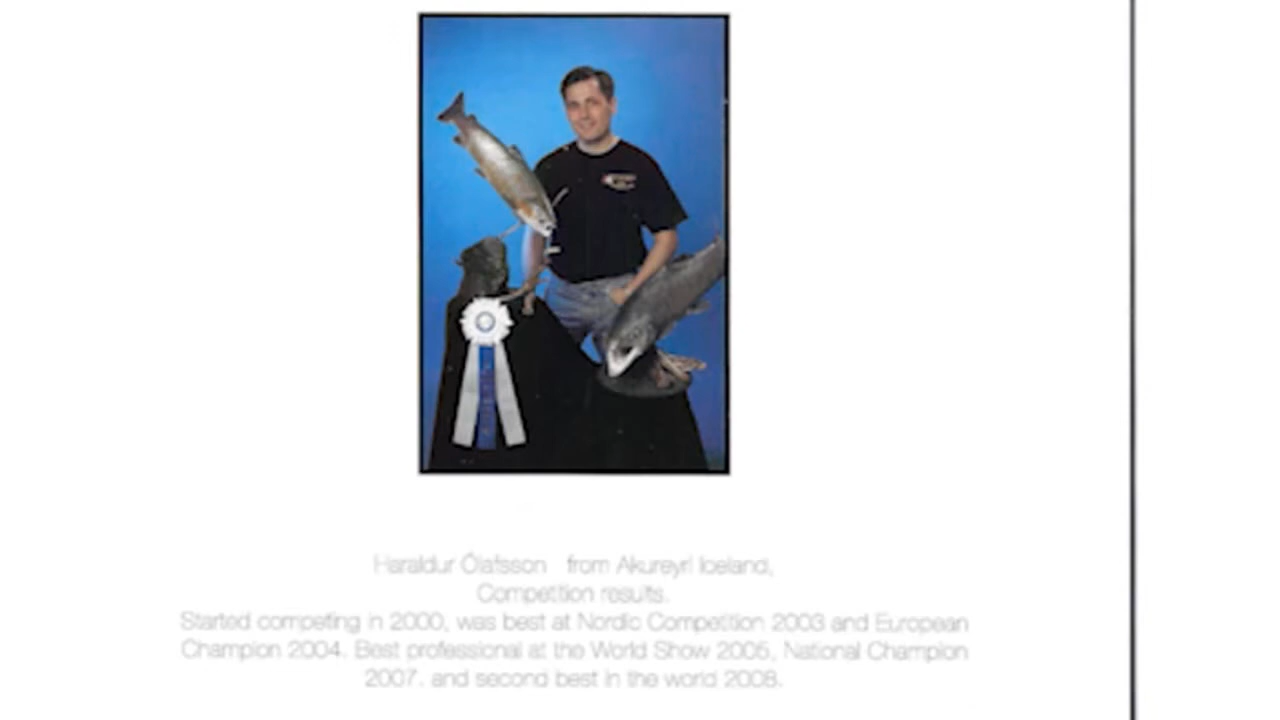 Haraldur Ólafsson from Akureyri Iceland,
Competition results.
Started competing in 2000, was best at Nordic Competition 2003 and European
Champion 2004. Best professional at the World Show 2005, National Champion
2007. and second best in the world 2008.